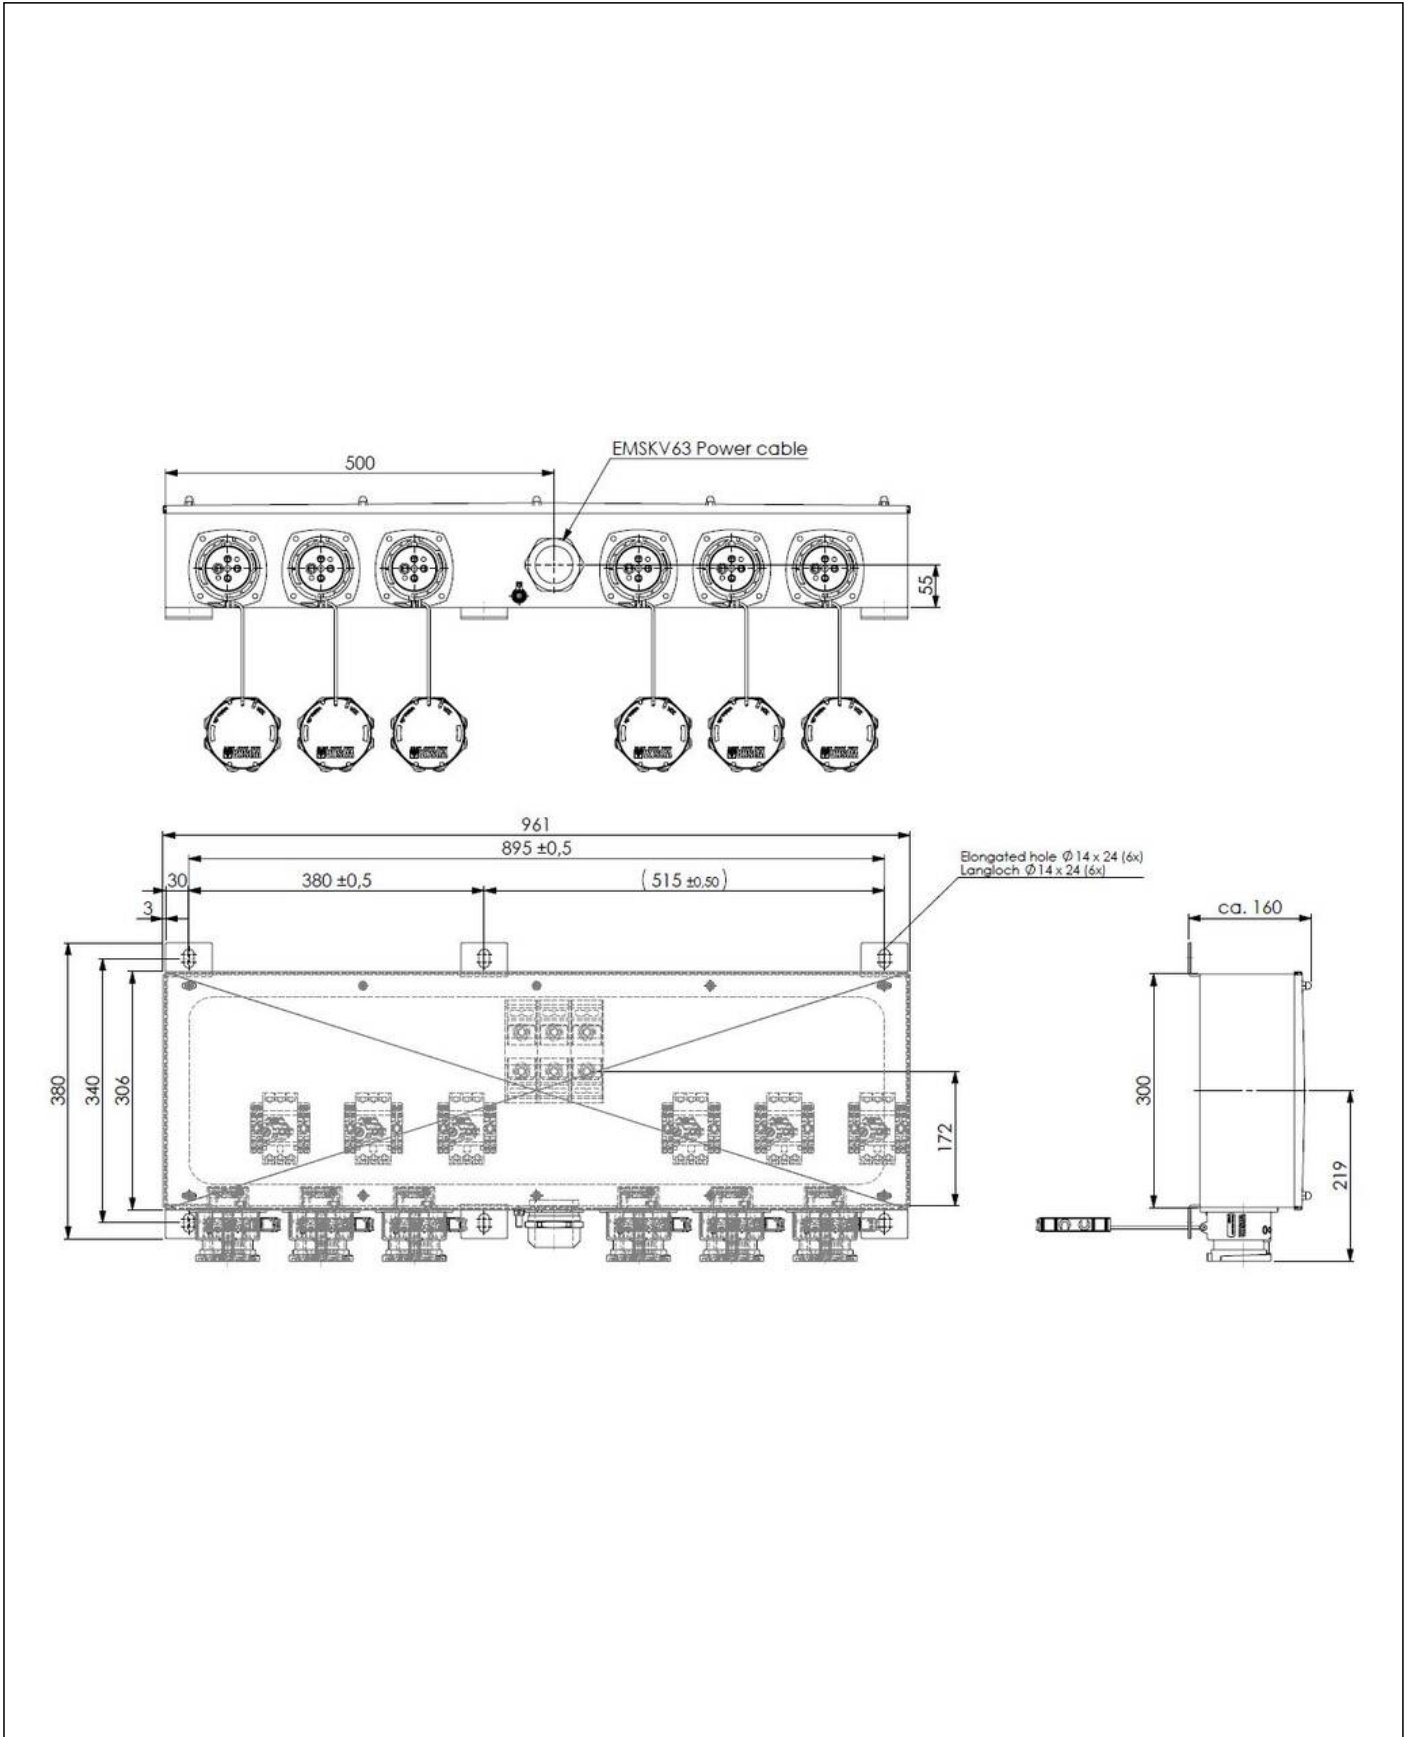 500
EMSKV63 Power cable
55
961
895 ±0,5
30
380 ±0,5
( 515 ±0,50 )
3
Elongated hole Ø 14 x 24 (6x)
Langloch Ø 14 x 24 (6x)
ca. 160
380
340
306
172
300
219